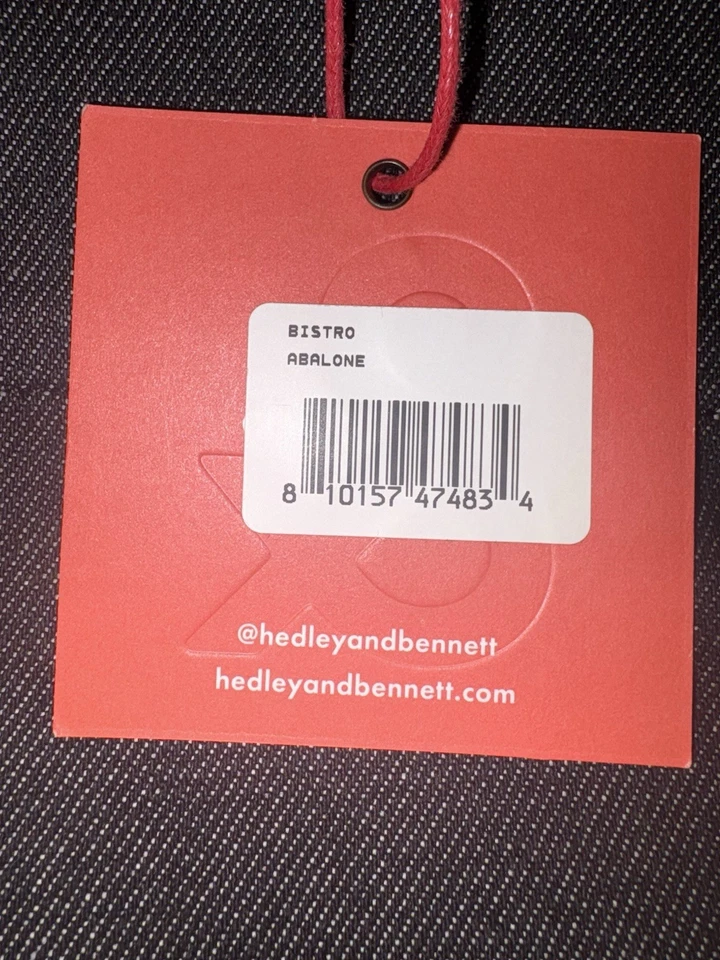 BISTRO
ABALONE
8 10157 47483 4
@hedleyandbennett
hedleyandbennett.com